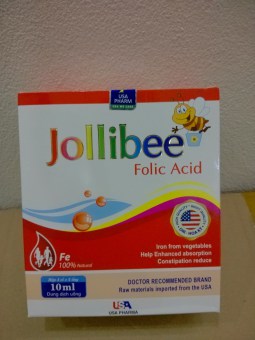 USA
PHARM
Jollibee
Folic Acid
Fe
100% Natural
Iron from vegetables
Help Enhanced absorption
Constipation reduce
10ml
Dung dịch uống
DOCTOR RECOMMENDED BRAND
Raw materials imported from the USA
USA
USA PHARMA